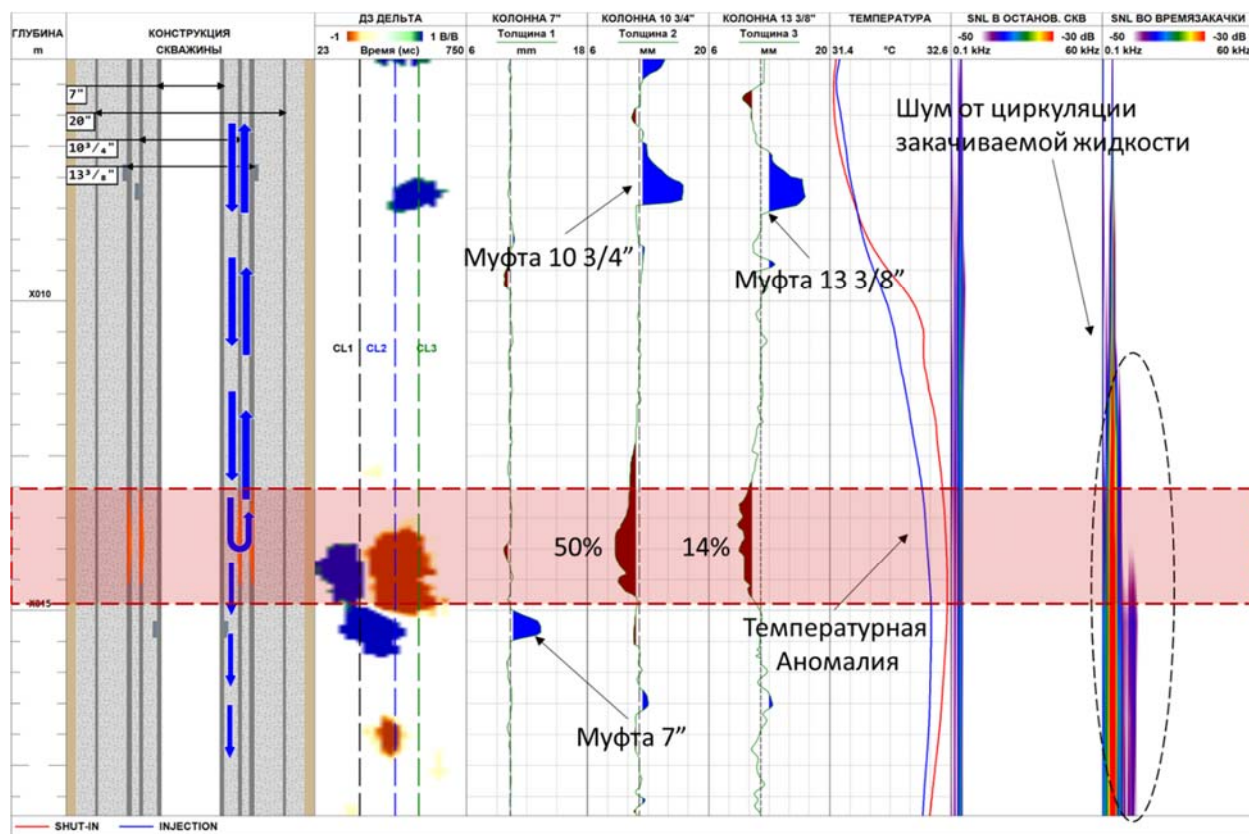 ГЛУБИНА
m
КОНСТРУКЦИЯ
СКВАЖИНЫ
ДЗ ДЕЛЬТА
-1 1 В/В
23 Время (мс) 750
КОЛОННА 7"
Толщина 1
6 mm 18
КОЛОННА 10 3/4"
Толщина 2
6 мм 20
КОЛОННА 13 3/8"
Толщина 3
6 мм 20
ТЕМПЕРАТУРА
31.4 °C 32.6
SNL В ОСТАНОВ. СКВ
-50 -30 dB
0.1 kHz 60 kHz
SNL ВО ВРЕМЯЗАКАЧКИ
-50 -30 dB
0.1 kHz 60 kHz
7"
20"
10³/₄"
13³/₈"
Шум от циркуляции
закачиваемой жидкости
Муфта 10 3/4”
Муфта 13 3/8”
X010
CL1 CL2 CL3
50%
14%
X015
Температурная
Аномалия
Муфта 7”
SHUT-IN INJECTION